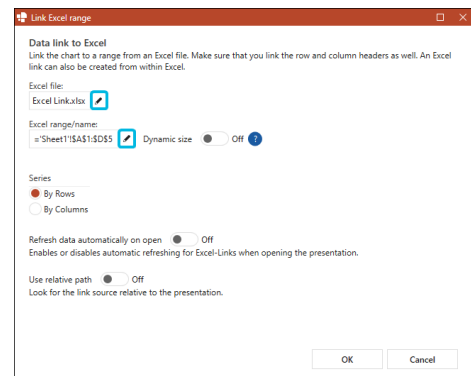 Link Excel range
Data link to Excel
Link the chart to a range from an Excel file. Make sure that you link the row and column headers as well. An Excel
link can also be created from within Excel.
Excel file:
Excel Link.xlsx
Excel range/name:
='Sheet1'!$A$1:$D$5 Dynamic size Off ?
Series
By Rows
By Columns
Refresh data automatically on open Off
Enables or disables automatic refreshing for Excel-Links when opening the presentation.
Use relative path Off
Look for the link source relative to the presentation.
OK Cancel